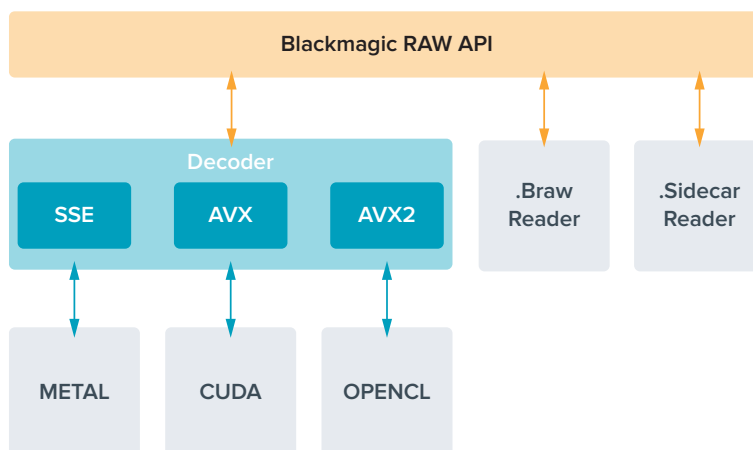 Blackmagic RAW API
Decoder
SSE
AVX
AVX2
.Braw
Reader
.Sidecar
Reader
METAL
CUDA
OPENCL